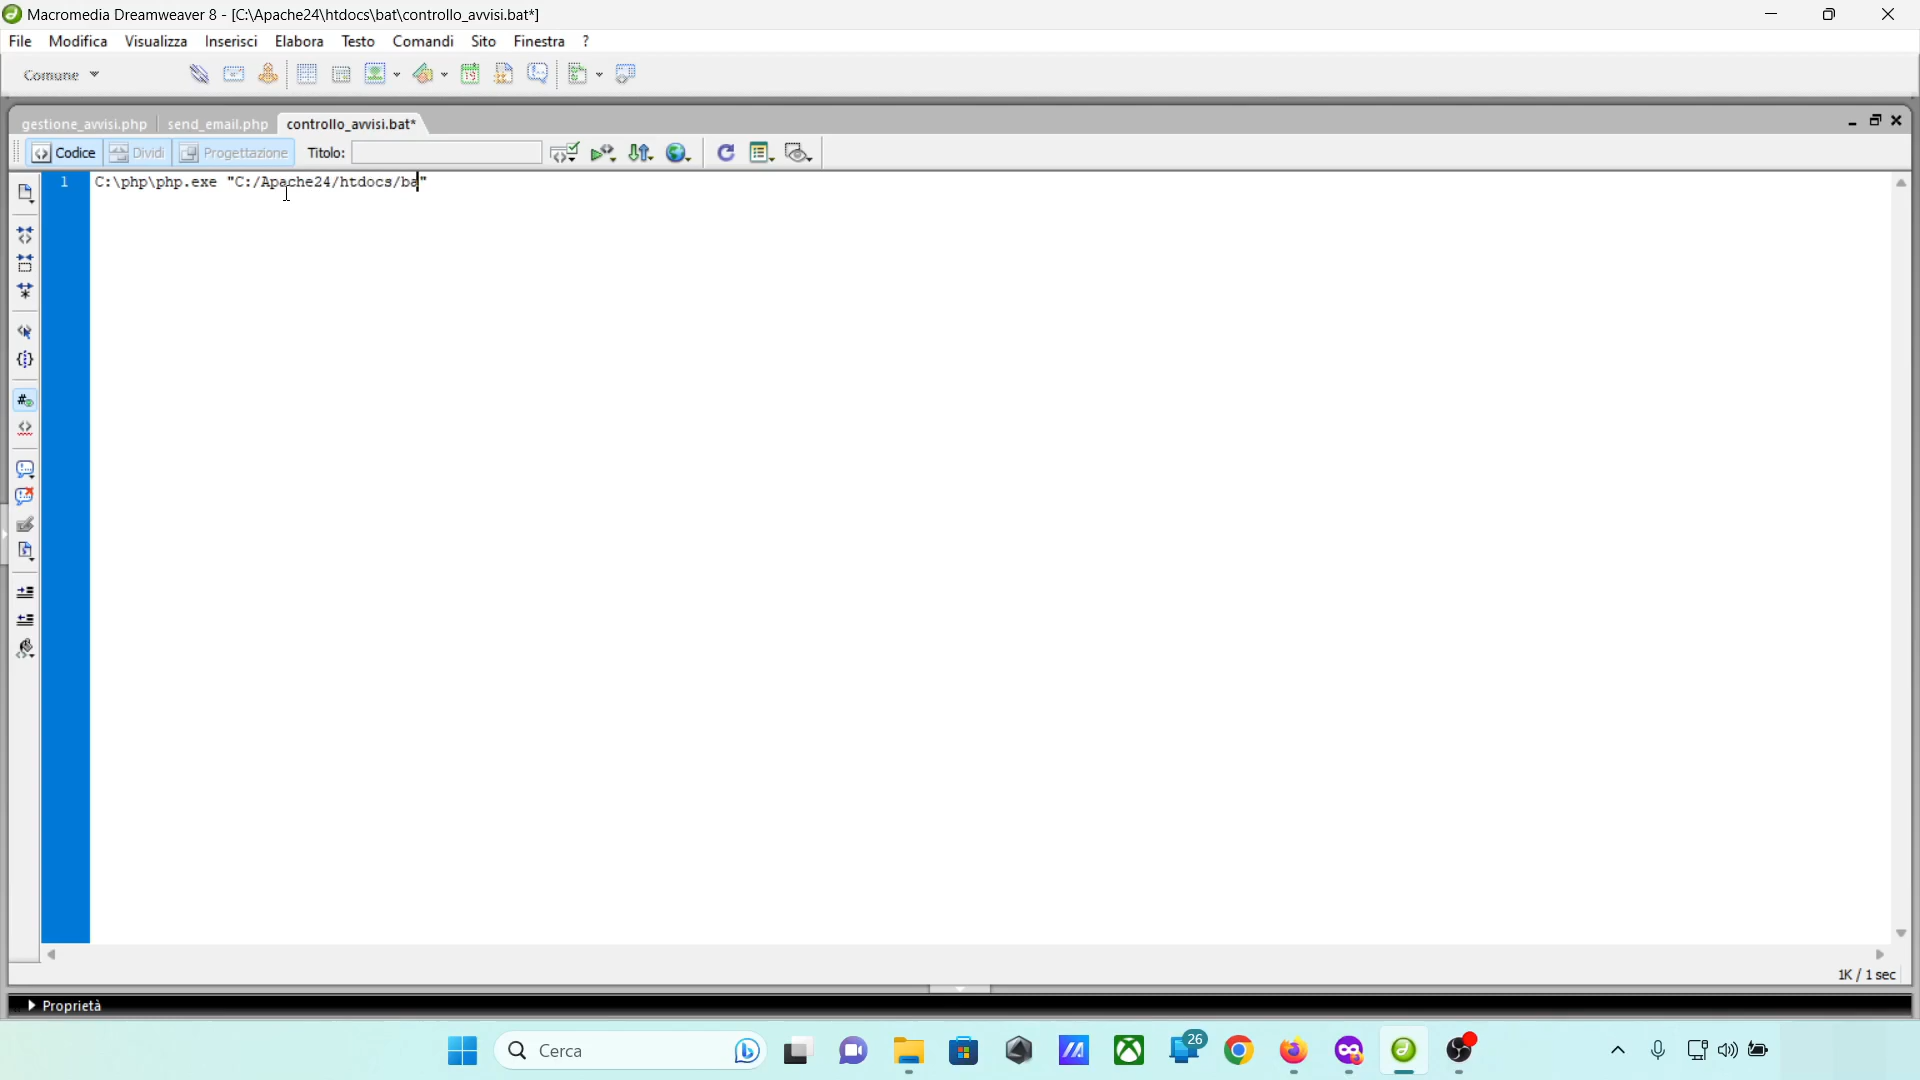 Macromedia Dreamweaver 8 - [C:\Apache24\htdocs\bat\controllo_avvisi.bat*]
File Modifica Visualizza Inserisci Elabora Testo Comandi Sito Finestra ?
Comune
gestione_avvisi.php send_email.php controllo_avvisi.bat*
Codice Dividi Progettazione Titolo:
1 C:\php\php.exe "C:/Apache24/htdocs/ba"
1K / 1 sec
Proprietà
Cerca
26